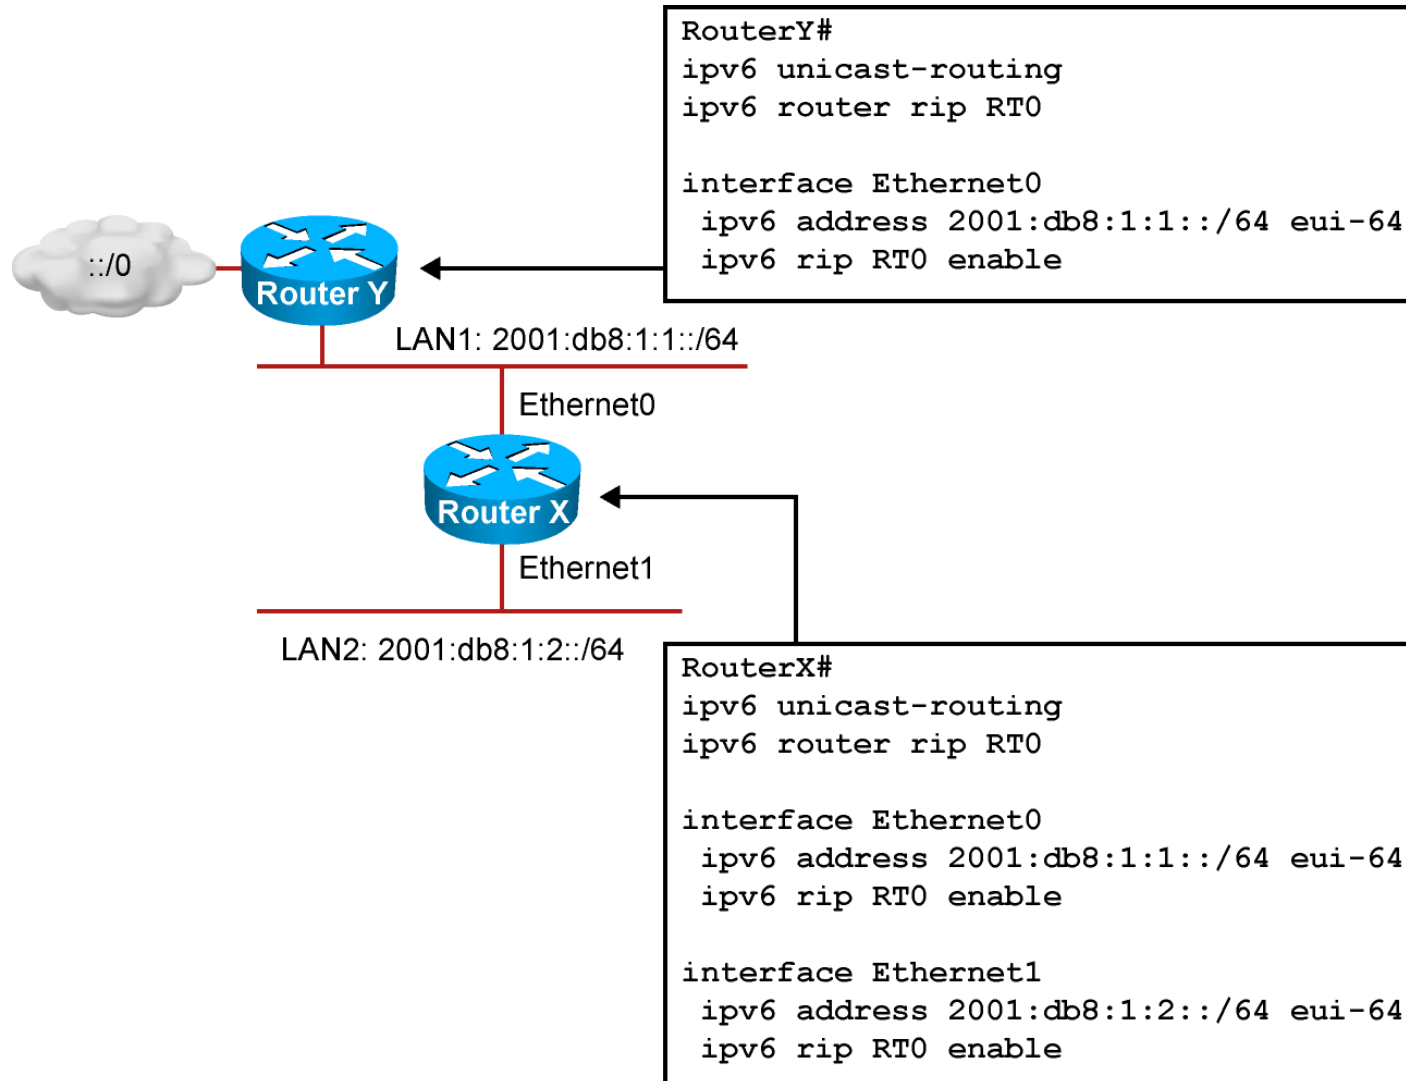 RouterY#
ipv6 unicast-routing
ipv6 router rip RT0
interface Ethernet0
ipv6 address 2001:db8:1:1::/64 eui-64
ipv6 rip RT0 enable
::/0
Router Y
LAN1: 2001:db8:1:1::/64
Ethernet0
Router X
Ethernet1
LAN2: 2001:db8:1:2::/64
RouterX#
ipv6 unicast-routing
ipv6 router rip RT0
interface Ethernet0
ipv6 address 2001:db8:1:1::/64 eui-64
ipv6 rip RT0 enable
interface Ethernet1
ipv6 address 2001:db8:1:2::/64 eui-64
ipv6 rip RT0 enable